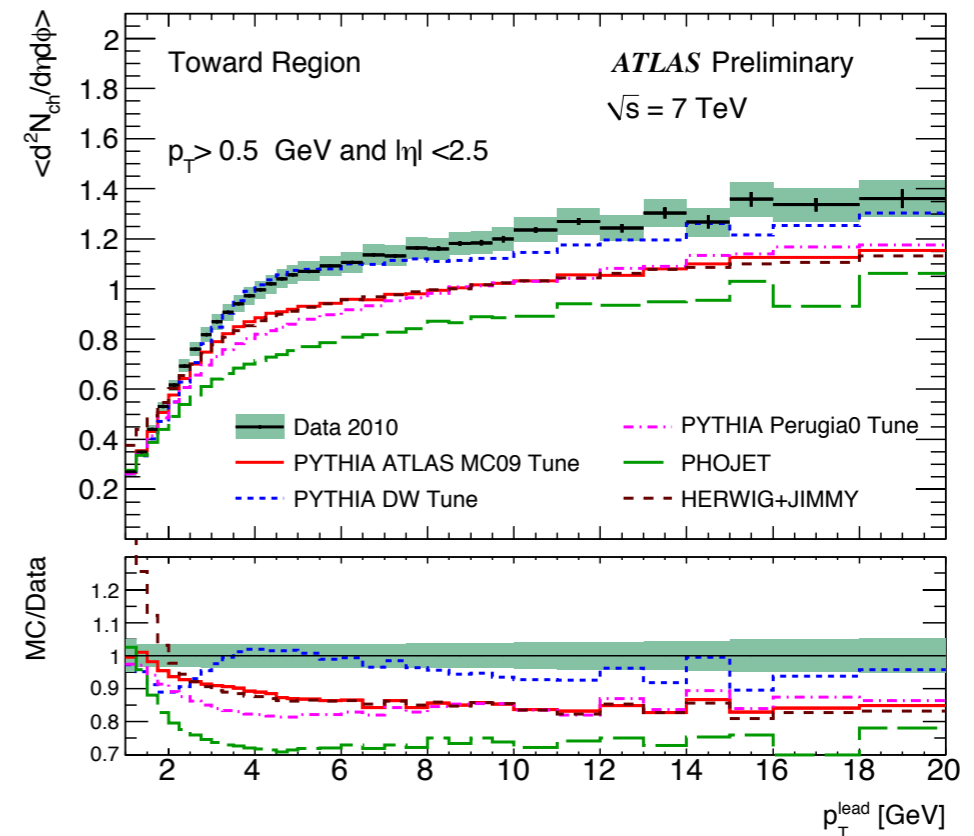 <d²N_ch/dηdϕ>
2
1.8
1.6
1.4
1.2
1
0.8
0.6
0.4
0.2
Toward Region
ATLAS Preliminary
√s = 7 TeV
p_T> 0.5 GeV and |η| <2.5
Data 2010
PYTHIA ATLAS MC09 Tune
PYTHIA DW Tune
PYTHIA Perugia0 Tune
PHOJET
HERWIG+JIMMY
MC/Data
1.2
1.1
1
0.9
0.8
0.7
2 4 6 8 10 12 14 16 18 20
p_T^lead [GeV]